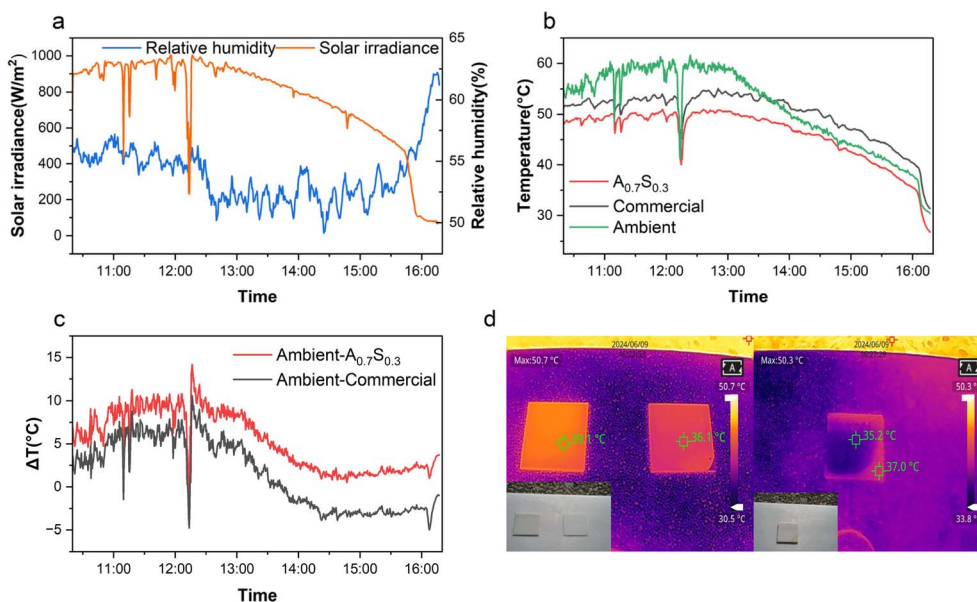 a
Relative humidity
Solar irradiance
Solar irradiance(W/m²)
1000
800
600
400
200
0
65
60
55
50
Relative humidity(%)
11:00 12:00 13:00 14:00 15:00 16:00
Time
b
Temperature(°C)
60
50
40
30
A0.7S0.3
Commercial
Ambient
11:00 12:00 13:00 14:00 15:00 16:00
Time
c
ΔT(°C)
20
15
10
5
0
−5
Ambient-A0.7S0.3
Ambient-Commercial
11:00 12:00 13:00 14:00 15:00 16:00
Time
d
2024/06/09
Max:50.7 °C
A
50.7 °C
36.1 °C
30.5 °C
2024/06/09
Max:50.3 °C
A
50.3 °C
35.2 °C
37.0 °C
33.8 °C